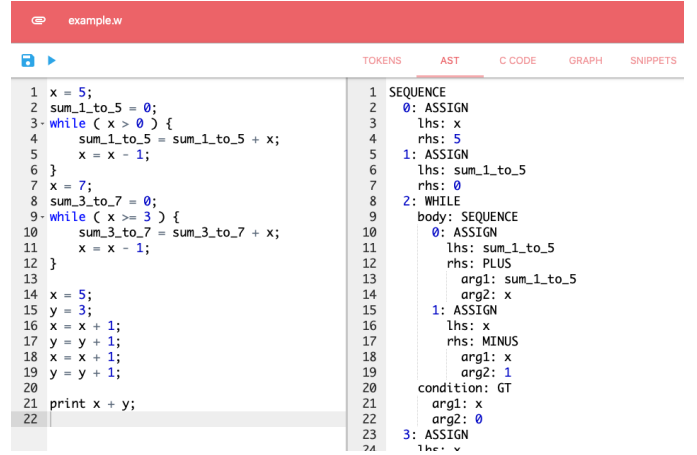 example.w
TOKENS AST C CODE GRAPH SNIPPETS
1 x = 5;
2 sum_1_to_5 = 0;
3 while ( x > 0 ) {
4 sum_1_to_5 = sum_1_to_5 + x;
5 x = x - 1;
6 }
7 x = 7;
8 sum_3_to_7 = 0;
9 while ( x >= 3 ) {
10 sum_3_to_7 = sum_3_to_7 + x;
11 x = x - 1;
12 }
13
14 x = 5;
15 y = 3;
16 x = x + 1;
17 y = y + 1;
18 x = x + 1;
19 y = y + 1;
20
21 print x + y;
22
1 SEQUENCE
2 0: ASSIGN
3 lhs: x
4 rhs: 5
5 1: ASSIGN
6 lhs: sum_1_to_5
7 rhs: 0
8 2: WHILE
9 body: SEQUENCE
10 0: ASSIGN
11 lhs: sum_1_to_5
12 rhs: PLUS
13 arg1: sum_1_to_5
14 arg2: x
15 1: ASSIGN
16 lhs: x
17 rhs: MINUS
18 arg1: x
19 arg2: 1
20 condition: GT
21 arg1: x
22 arg2: 0
23 3: ASSIGN
24 lhs: x